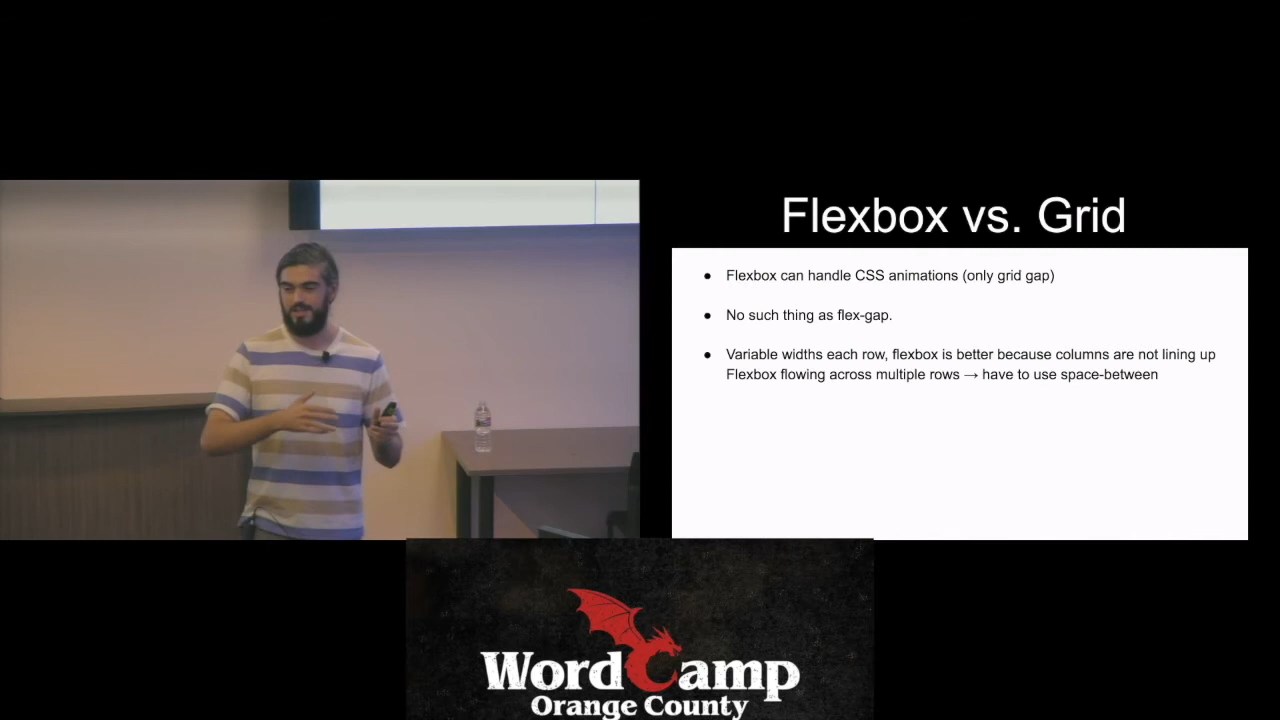 Flexbox vs. Grid
● Flexbox can handle CSS animations (only grid gap)
● No such thing as flex-gap.
● Variable widths each row, flexbox is better because columns are not lining up
Flexbox flowing across multiple rows → have to use space-between
WordCamp
Orange County